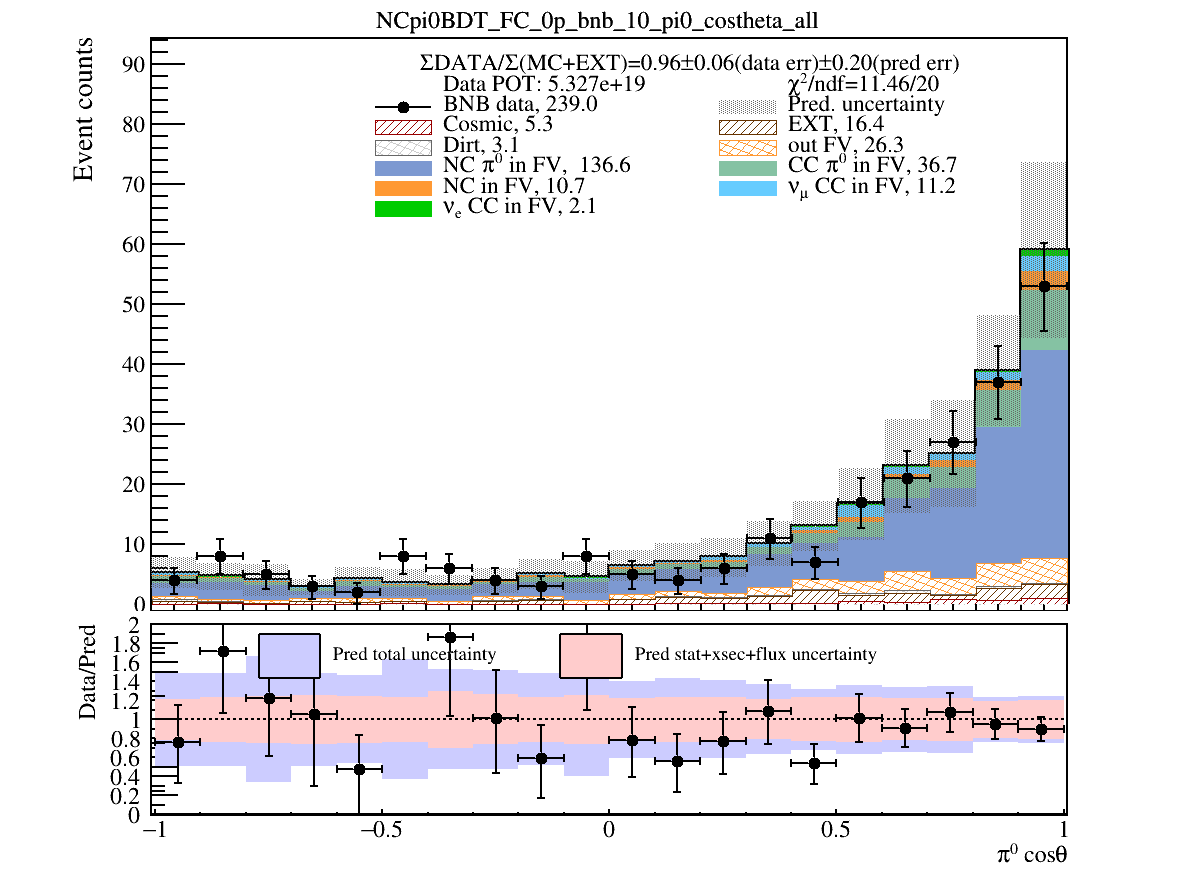 NCpi0BDT_FC_0p_bnb_10_pi0_costheta_all
ΣDATA/Σ(MC+EXT)=0.96±0.06(data err)±0.20(pred err)
Data POT: 5.327e+19
χ²/ndf=11.46/20
BNB data, 239.0
Pred. uncertainty
Cosmic, 5.3
EXT, 16.4
Dirt, 3.1
out FV, 26.3
NC π⁰ in FV, 136.6
CC π⁰ in FV, 36.7
NC in FV, 10.7
νμ CC in FV, 11.2
νe CC in FV, 2.1
Event counts
90
80
70
60
50
40
30
20
10
0
Data/Pred
2
1.8
1.6
1.4
1.2
1
0.8
0.6
0.4
0.2
0
Pred total uncertainty
Pred stat+xsec+flux uncertainty
−1
−0.5
0
0.5
1
π⁰ cosθ